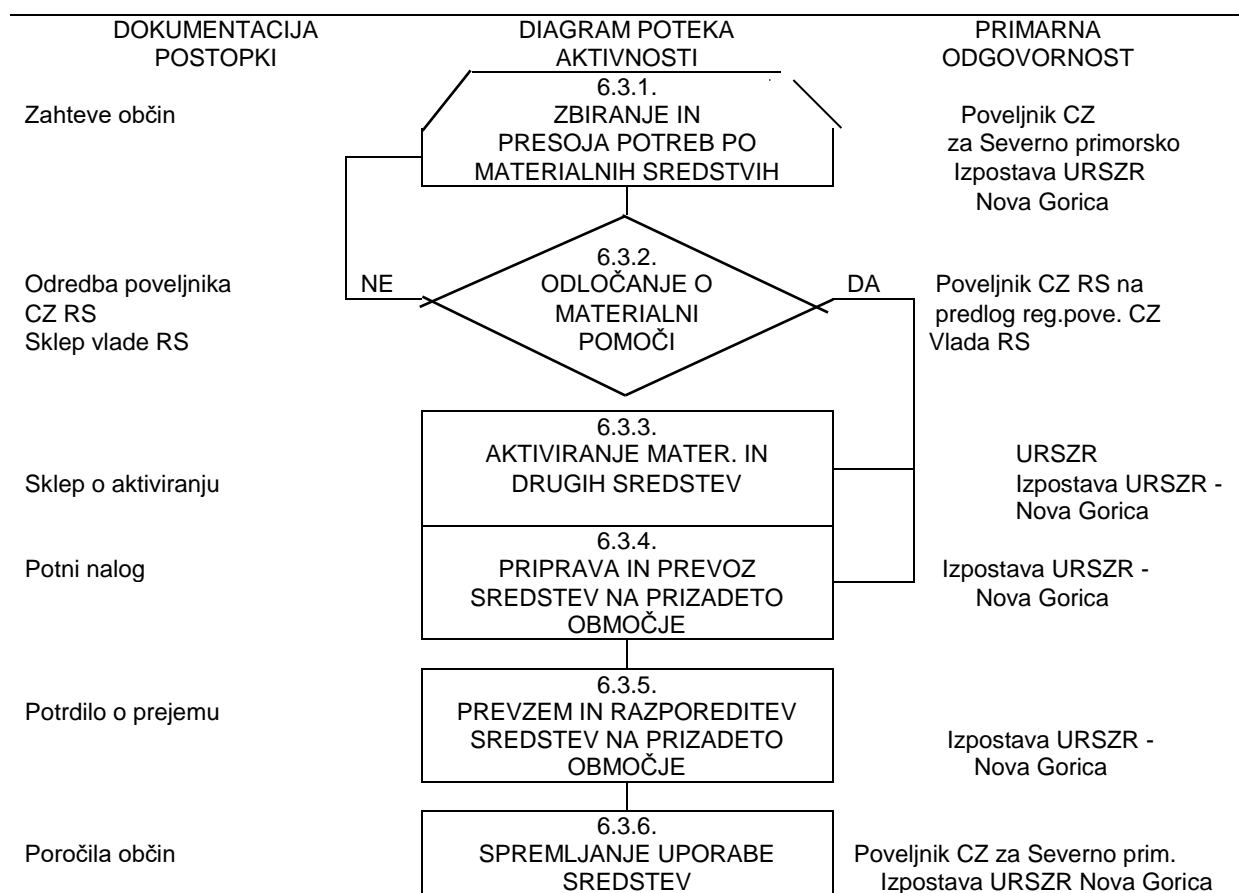 DOKUMENTACIJA
POSTOPKI
DIAGRAM POTEKA
AKTIVNOSTI
PRIMARNA
ODGOVORNOST
Zahteve občin
6.3.1.
ZBIRANJE IN
PRESOJA POTREB PO
MATERIALNIH SREDSTVIH
Poveljnik CZ
za Severno primorsko
Izpostava URSZR
Nova Gorica
Odredba poveljnika
CZ RS
Sklep vlade RS
NE
6.3.2.
ODLOČANJE O
MATERIALNI
POMOČI
DA
Poveljnik CZ RS na
predlog reg.pove. CZ
Vlada RS
Sklep o aktiviranju
6.3.3.
AKTIVIRANJE MATER. IN
DRUGIH SREDSTEV
URSZR
Izpostava URSZR -
Nova Gorica
Potni nalog
6.3.4.
PRIPRAVA IN PREVOZ
SREDSTEV NA PRIZADETO
OBMOČJE
Izpostava URSZR -
Nova Gorica
Potrdilo o prejemu
6.3.5.
PREVZEM IN RAZPOREDITEV
SREDSTEV NA PRIZADETO
OBMOČJE
Izpostava URSZR -
Nova Gorica
Poročila občin
6.3.6.
SPREMLJANJE UPORABE
SREDSTEV
Poveljnik CZ za Severno prim.
Izpostava URSZR Nova Gorica